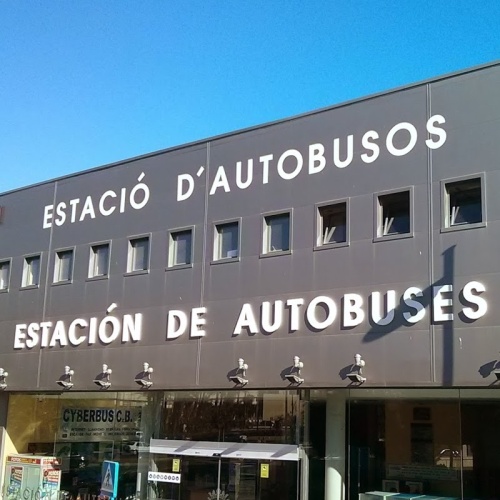 ESTACIÓ D'AUTOBUSOS
ESTACIÓN DE AUTOBUSES
CYBERBUS C.B.